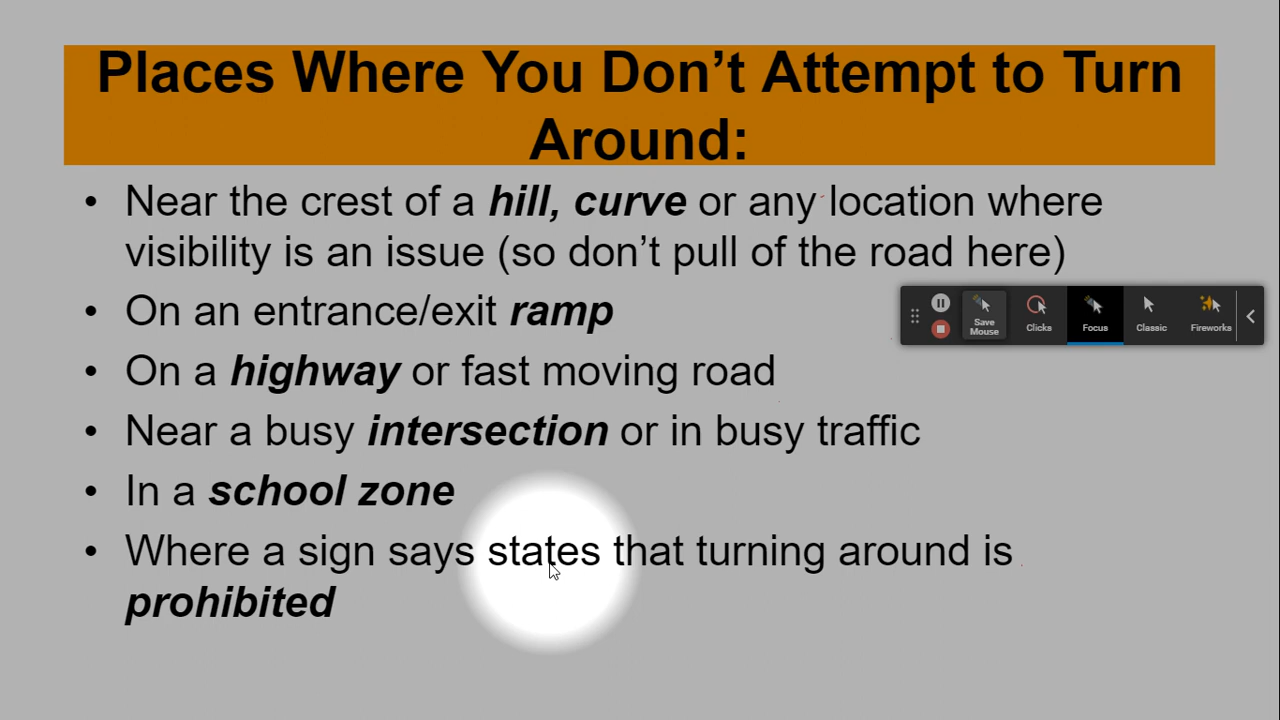 Places Where You Don’t Attempt to Turn
Around:
• Near the crest of a hill, curve or any location where
visibility is an issue (so don’t pull of the road here)
• On an entrance/exit ramp
• On a highway or fast moving road
• Near a busy intersection or in busy traffic
• In a school zone
• Where a sign says states that turning around is
prohibited
Save
Mouse
Clicks
Focus
Classic
Fireworks